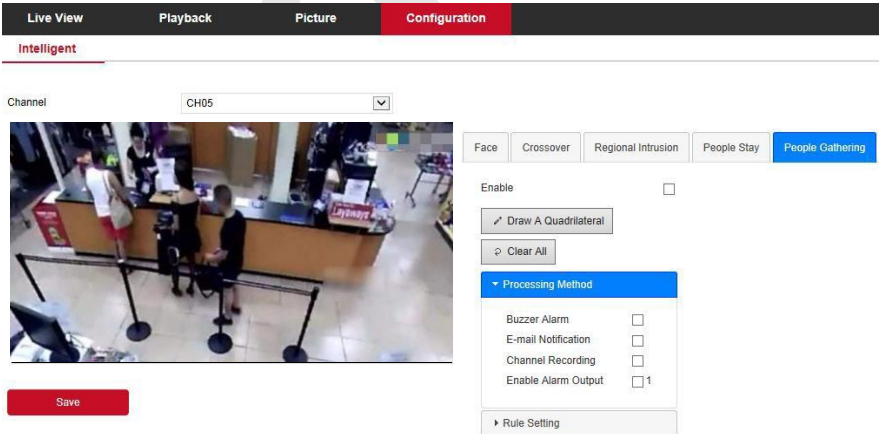 Live View Playback Picture Configuration
Intelligent
Channel CH05
Face Crossover Regional Intrusion People Stay People Gathering
Enable
Draw A Quadrilateral
Clear All
Processing Method
Buzzer Alarm
E-mail Notification
Channel Recording
Enable Alarm Output 1
Rule Setting
Layaways
Save